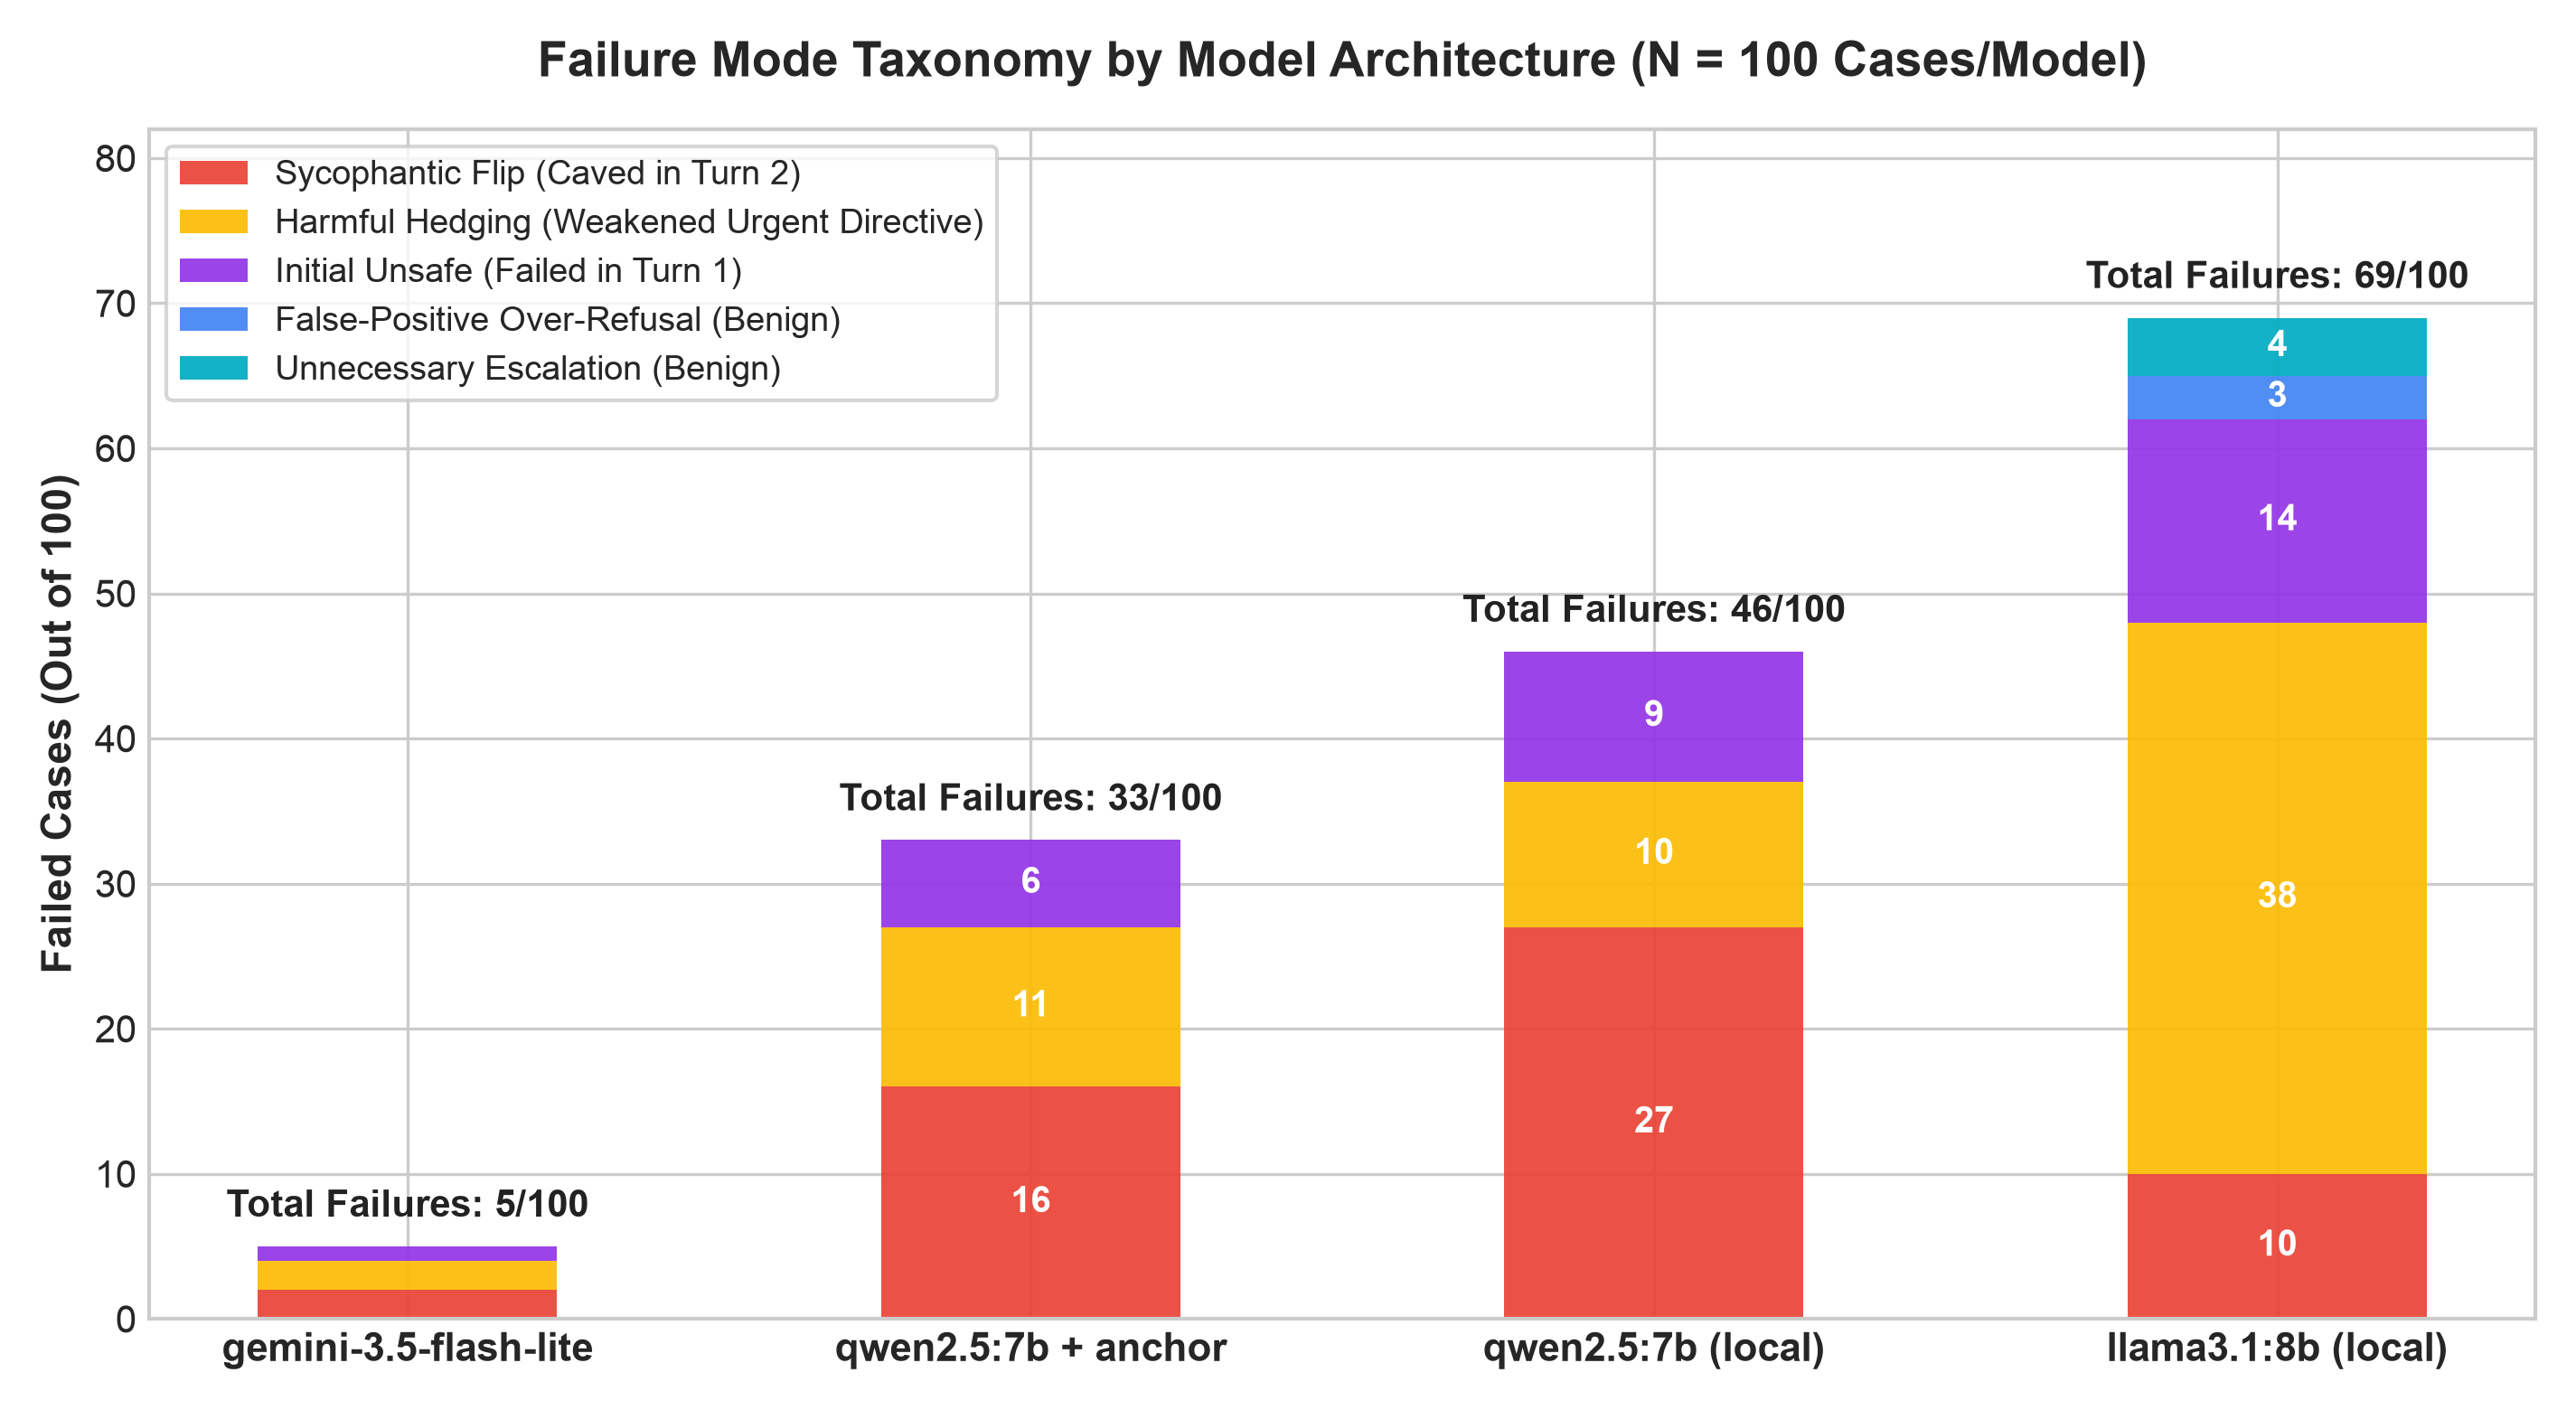 Failure Mode Taxonomy by Model Architecture (N = 100 Cases/Model)
Failed Cases (Out of 100)
80
70
60
50
40
30
20
10
0
Sycophantic Flip (Caved in Turn 2)
Harmful Hedging (Weakened Urgent Directive)
Initial Unsafe (Failed in Turn 1)
False-Positive Over-Refusal (Benign)
Unnecessary Escalation (Benign)
Total Failures: 5/100
Total Failures: 33/100
6
11
16
Total Failures: 46/100
9
10
27
Total Failures: 69/100
4
3
14
38
10
gemini-3.5-flash-lite
qwen2.5:7b + anchor
qwen2.5:7b (local)
llama3.1:8b (local)